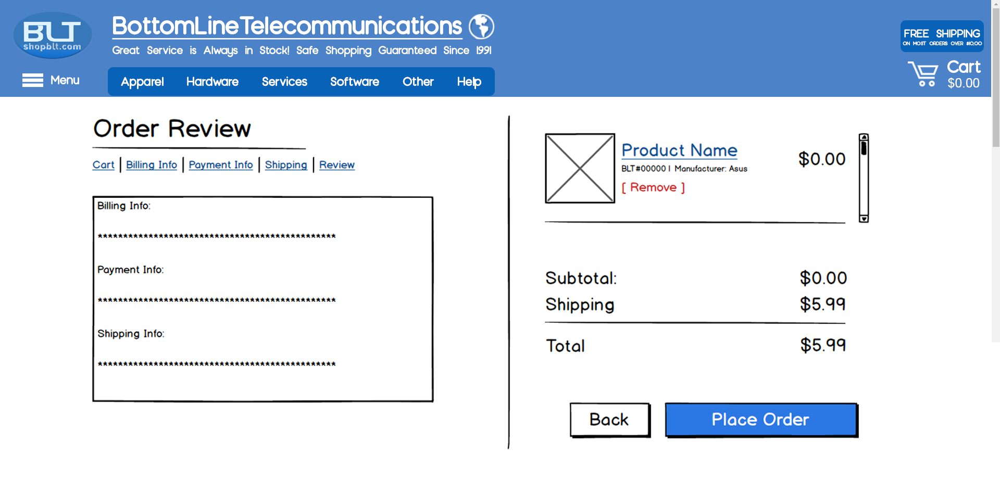 BLT
shopblt.com
BottomLineTelecommunications
Great Service is Always in Stock! Safe Shopping Guaranteed Since 1991
FREE SHIPPING
ON MOST ORDERS OVER $10.00
Cart
$0.00
Menu
Apparel Hardware Services Software Other Help
Order Review
Cart | Billing Info | Payment Info | Shipping | Review
Billing Info:
***********************************************
Payment Info:
***********************************************
Shipping Info:
***********************************************
Product Name
$0.00
BLT#00000 | Manufacturer: Asus
[ Remove ]
Subtotal: $0.00
Shipping $5.99
Total $5.99
Back
Place Order